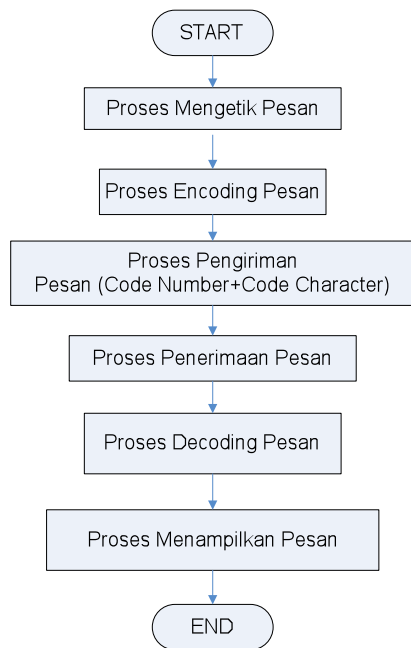 START
Proses Mengetik Pesan
Proses Encoding Pesan
Proses Pengiriman
Pesan (Code Number+Code Character)
Proses Penerimaan Pesan
Proses Decoding Pesan
Proses Menampilkan Pesan
END